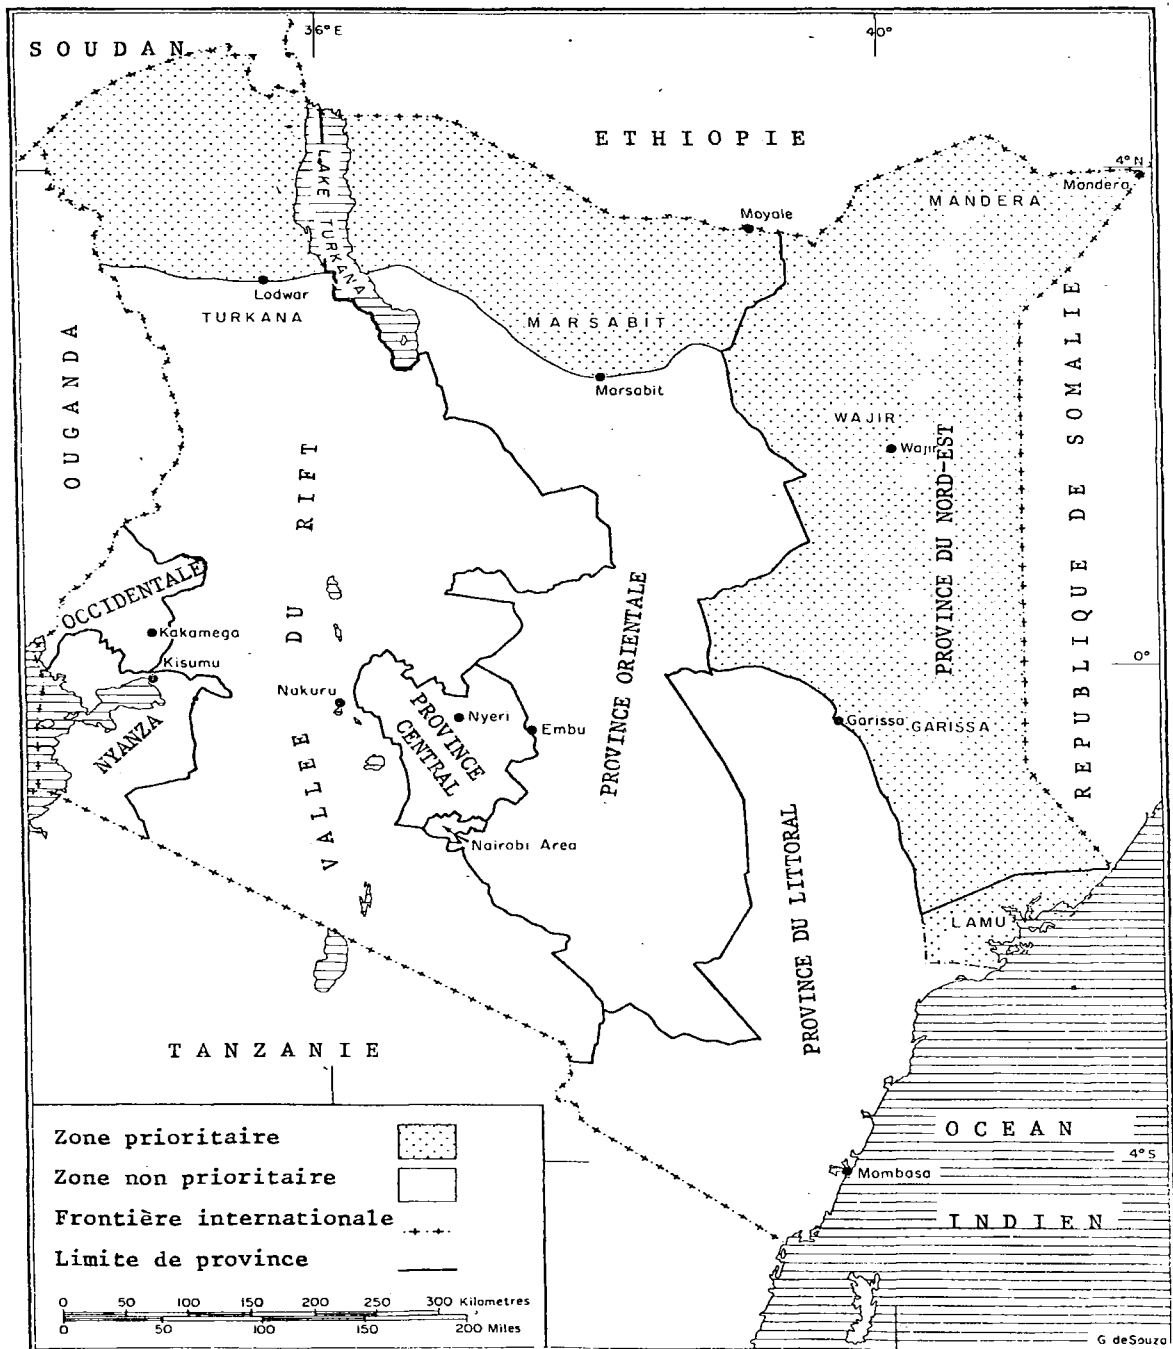 36° E
40°
SOUDAN
ETHIOPIE
4° N
Mandera
MANDERA
Moyale
LAKE TURKANA
Lodwar
TURKANA
MARSABIT
Marsabit
OUGANDA
REPUBLIQUE DE SOMALIE
WAJIR
Wajir
PROVINCE DU NORD-EST
VALLEE DU RIFT
OCCIDENTALE
Kakamega
Kisumu
NYANZA
Nakuru
PROVINCE
CENTRAL
Nyeri
Embu
PROVINCE ORIENTALE
0°
Garissa
GARISSA
Nairobi Area
PROVINCE DU LITTORAL
LAMU
TANZANIE
OCEAN
INDIEN
4° S
Mombasa
Zone prioritaire
Zone non prioritaire
Frontière internationale
Limite de province
0 50 100 150 200 250 300 Kilometres
0 50 100 150 200 Miles
G deSouza